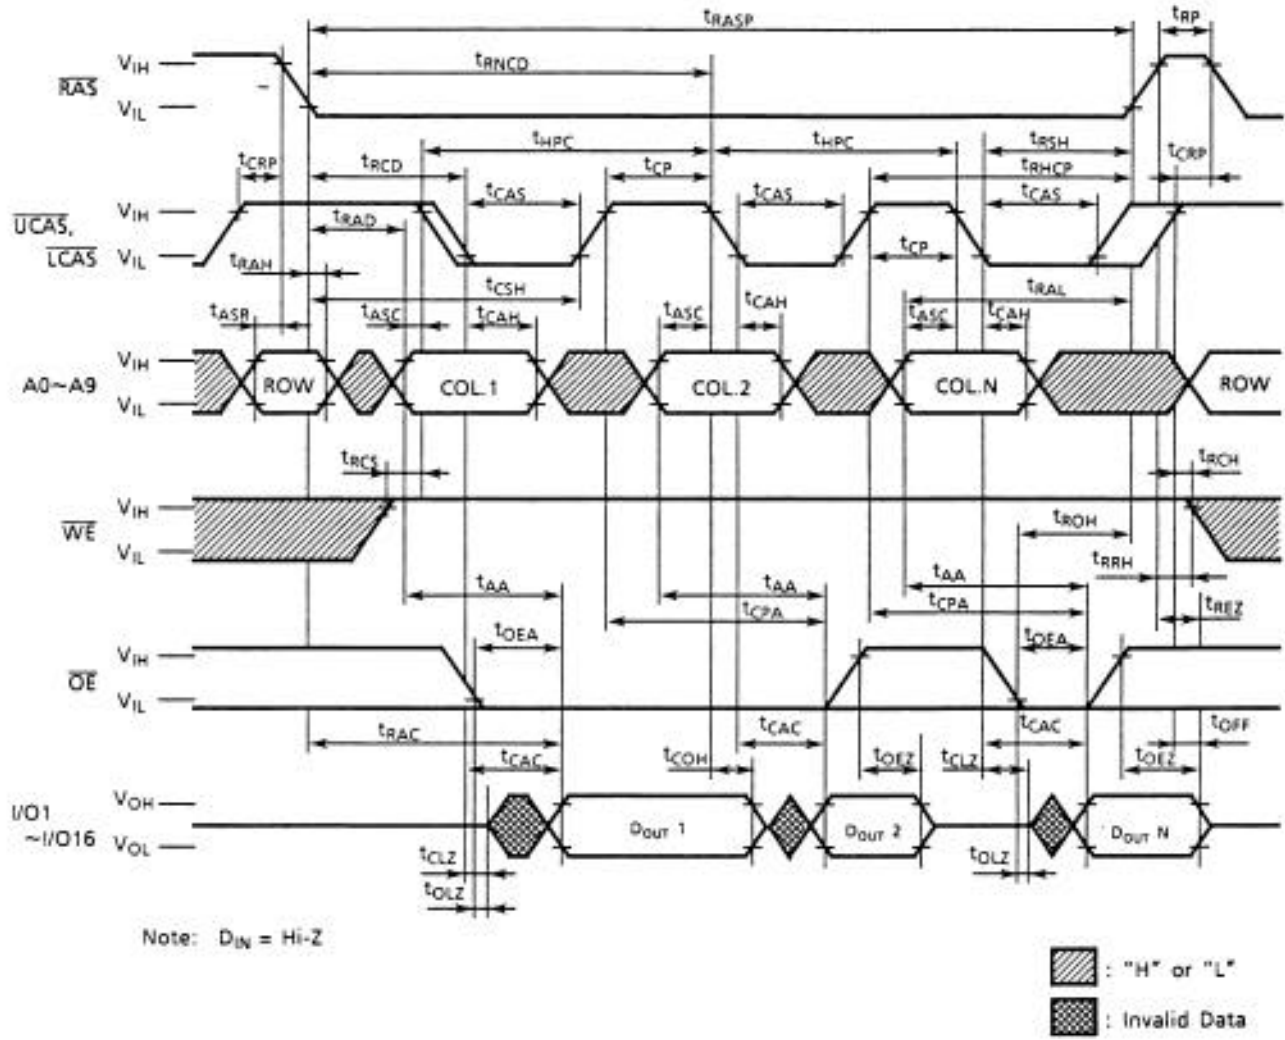 tRASP
tRP
VIH
tRNCD
RAS
VIL
tHPC
tHPC
tRSH
tCRP
tRCD
tCP
tRHCP
tCRP
tCAS
tCAS
tCAS
VIH
UCAS,
tRAD
LCAS
VIL
tCP
tRAH
tCSH
tRAL
tASR
tASC
tCAH
tASC
tCAH
tASC
tCAH
VIH
A0~A9
ROW
COL.1
COL.2
COL.N
ROW
VIL
tRCS
tRCH
VIH
WE
tROH
VIL
tRRH
tAA
tAA
tAA
tCPA
tCPA
tREZ
tOEA
tOEA
VIH
OE
VIL
tRAC
tCAC
tCAC
tOFF
tCAC
tCOH
tOEZ
tCLZ
tOEZ
VOH
I/O1
~I/O16
DOUT 1
DOUT 2
DOUT N
VOL
tCLZ
tOLZ
tOLZ
Note: DIN = Hi-Z
: "H" or "L"
: Invalid Data